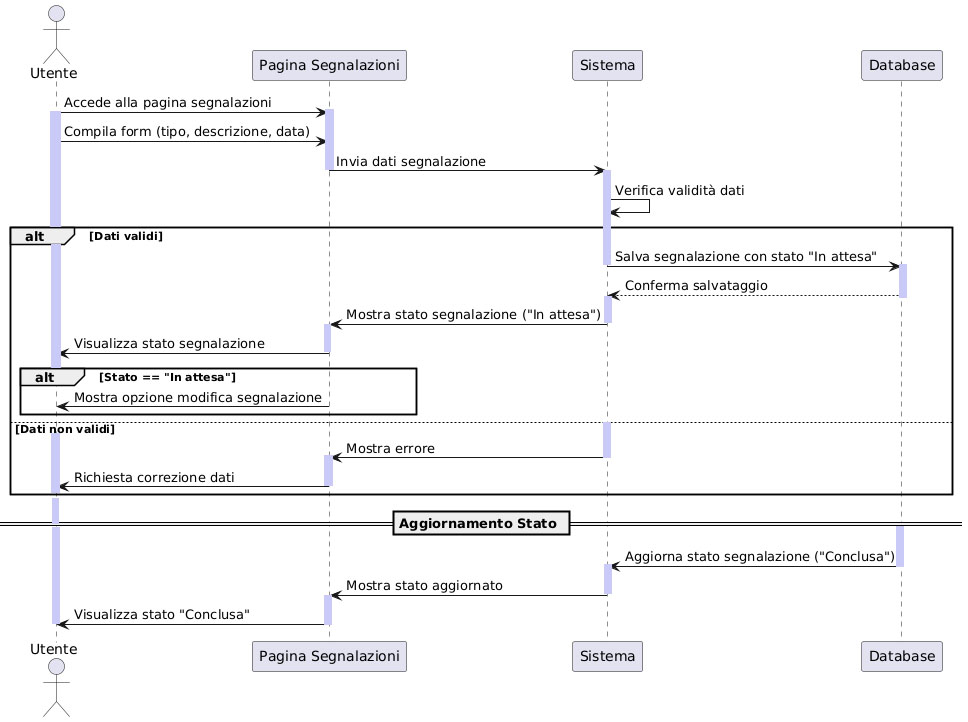 Utente
Pagina Segnalazioni
Sistema
Database
Accede alla pagina segnalazioni
Compila form (tipo, descrizione, data)
Invia dati segnalazione
Verifica validità dati
alt [Dati validi]
Salva segnalazione con stato "In attesa"
Conferma salvataggio
Mostra stato segnalazione ("In attesa")
Visualizza stato segnalazione
alt [Stato == "In attesa"]
Mostra opzione modifica segnalazione
[Dati non validi]
Mostra errore
Richiesta correzione dati
Aggiornamento Stato
Aggiorna stato segnalazione ("Conclusa")
Mostra stato aggiornato
Visualizza stato "Conclusa"
Utente
Pagina Segnalazioni
Sistema
Database